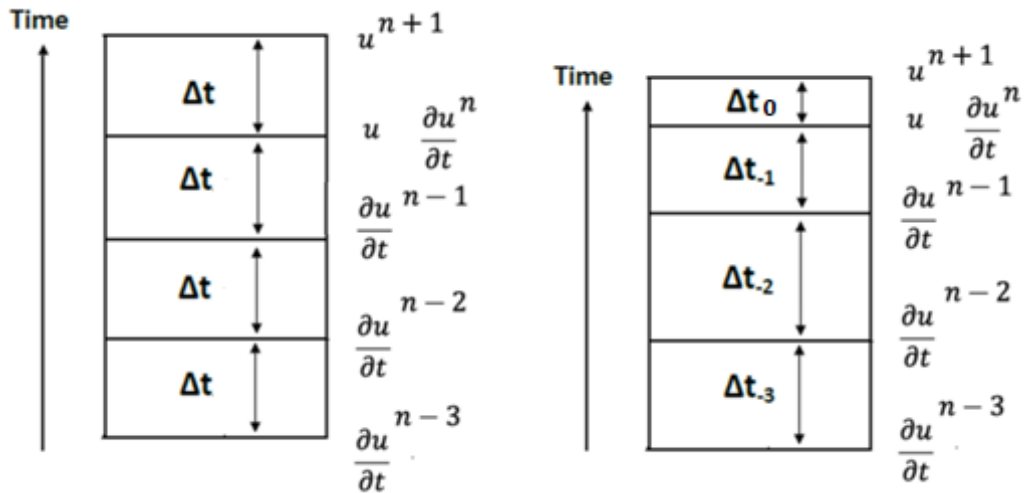 Time
Δt
Δt
Δt
Δt
u^{n+1}
u ∂u^n/∂t
∂u/∂t^{n−1}
∂u/∂t^{n−2}
∂u/∂t^{n−3}
Time
Δt₀
Δt₋₁
Δt₋₂
Δt₋₃
u^{n+1}
u ∂u^n/∂t
∂u/∂t^{n−1}
∂u/∂t^{n−2}
∂u/∂t^{n−3}